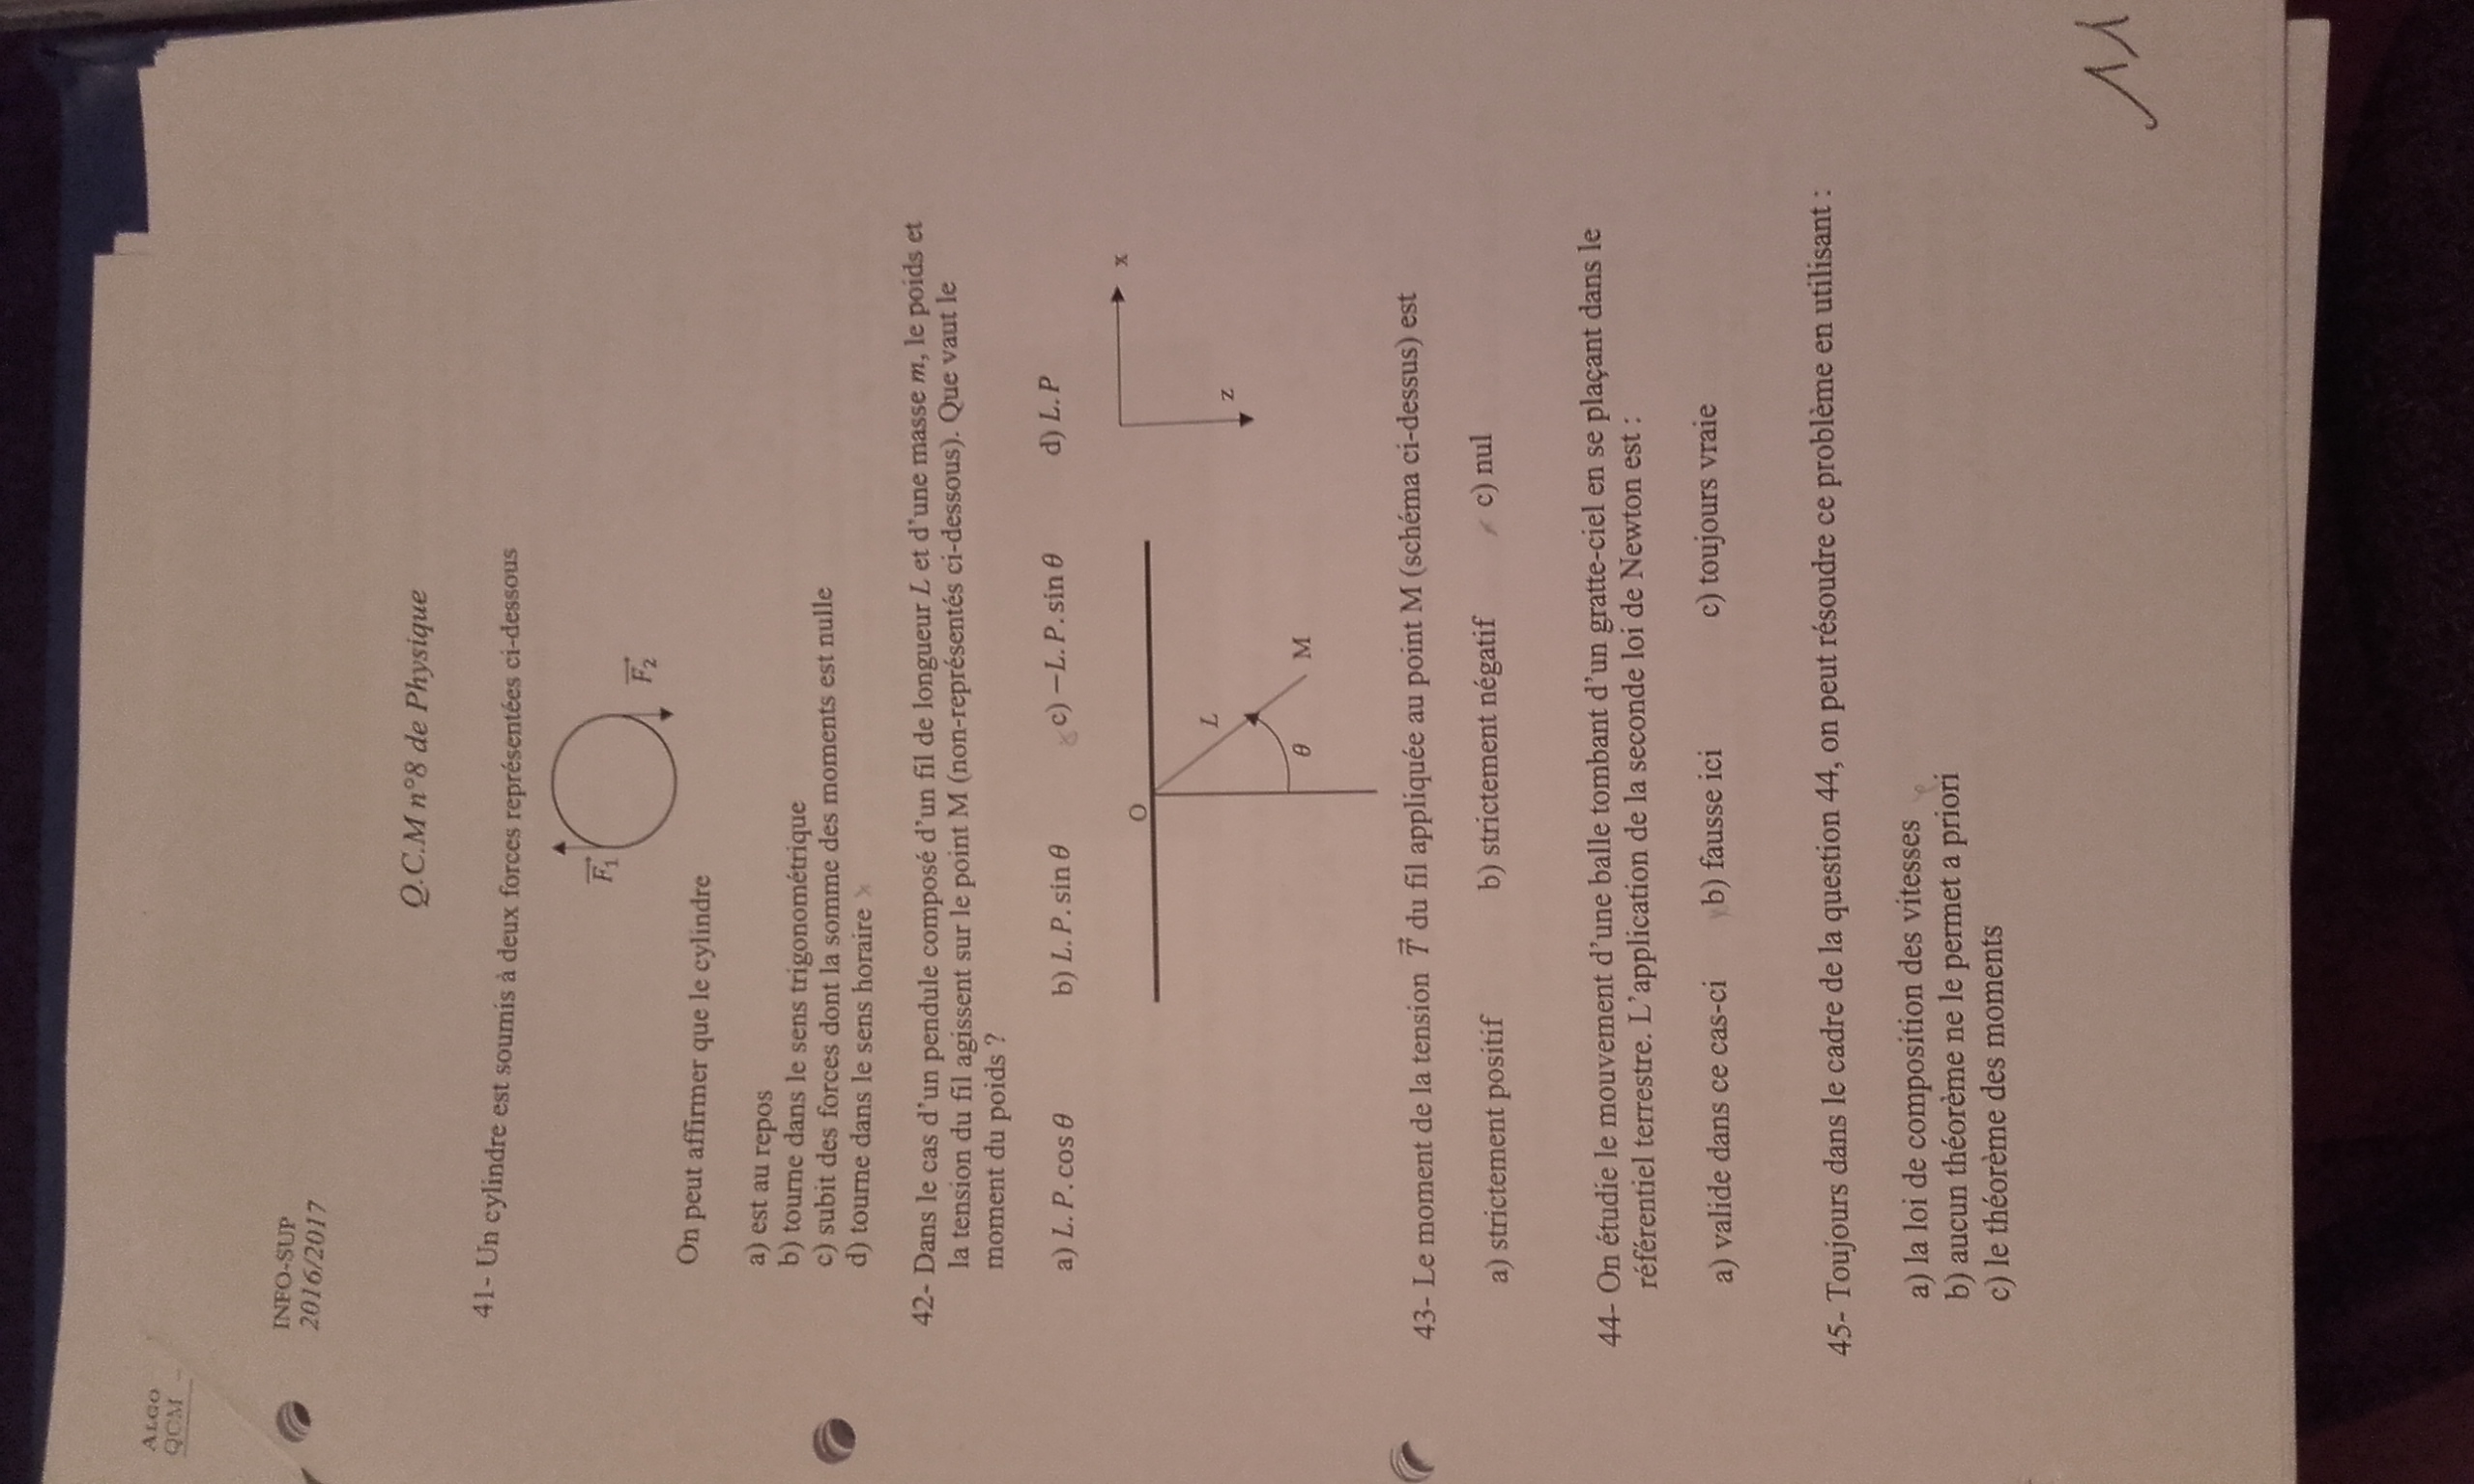 ALGO
QCM
INFO-SUP
2016/2017
Q.C.M n°8 de Physique
41- Un cylindre est soumis à deux forces représentées ci-dessous
F₁
F₂
On peut affirmer que le cylindre
a) est au repos
b) tourne dans le sens trigonométrique
c) subit des forces dont la somme des moments est nulle
d) tourne dans le sens horaire x
42- Dans le cas d'un pendule composé d'un fil de longueur L et d'une masse m, le poids et
la tension du fil agissent sur le point M (non-représentés ci-dessous). Que vaut le
moment du poids ?
a) L.P.cos θ b) L.P.sin θ x c) −L.P.sin θ d) L.P
O
x
L
z
θ
M
43- Le moment de la tension T⃗ du fil appliquée au point M (schéma ci-dessus) est
a) strictement positif b) strictement négatif x c) nul
44- On étudie le mouvement d'une balle tombant d'un gratte-ciel en se plaçant dans le
référentiel terrestre. L'application de la seconde loi de Newton est :
a) valide dans ce cas-ci b) fausse ici c) toujours vraie
45- Toujours dans le cadre de la question 44, on peut résoudre ce problème en utilisant :
a) la loi de composition des vitesses
b) aucun théorème ne le permet a priori
c) le théorème des moments
11